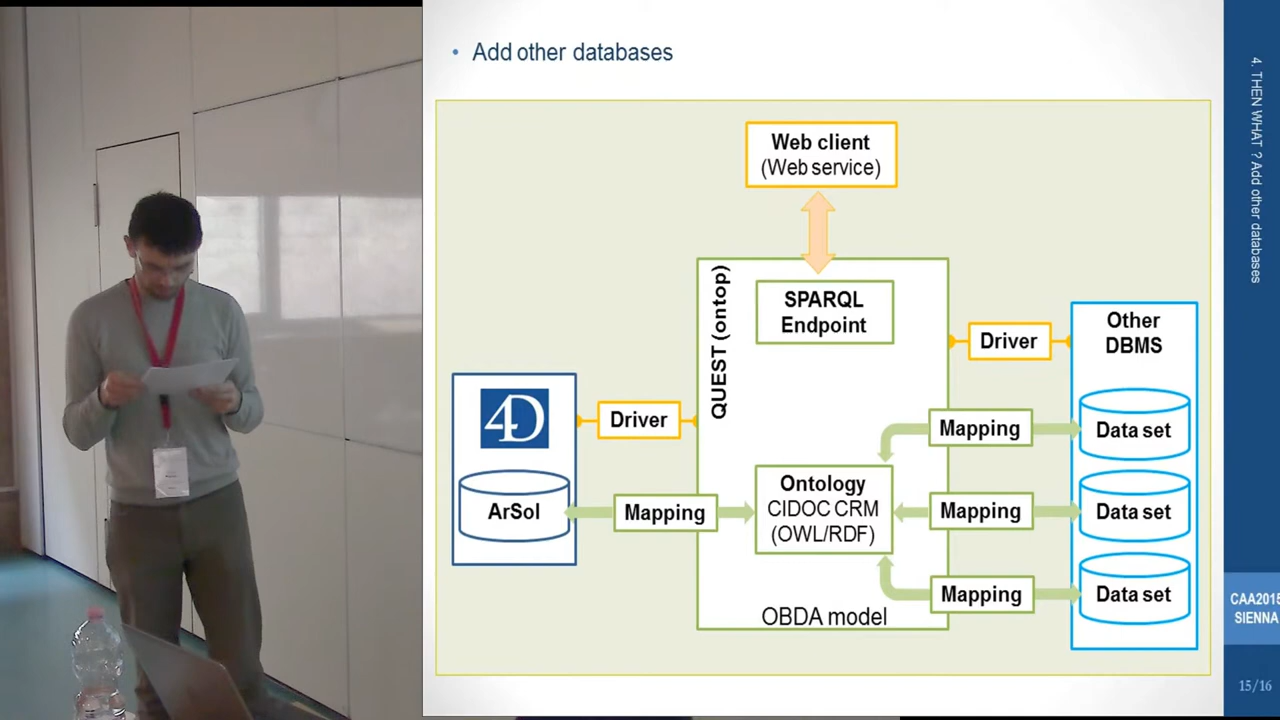 • Add other databases
Web client
(Web service)
QUEST (ontop)
SPARQL
Endpoint
Driver
Other
DBMS
4D
Driver
Mapping
Data set
Ontology
CIDOC CRM
(OWL/RDF)
ArSol
Mapping
Mapping
Data set
Mapping
Data set
OBDA model
4. THEN WHAT ? Add other
databases
CAA2015
SIENNA
15/16